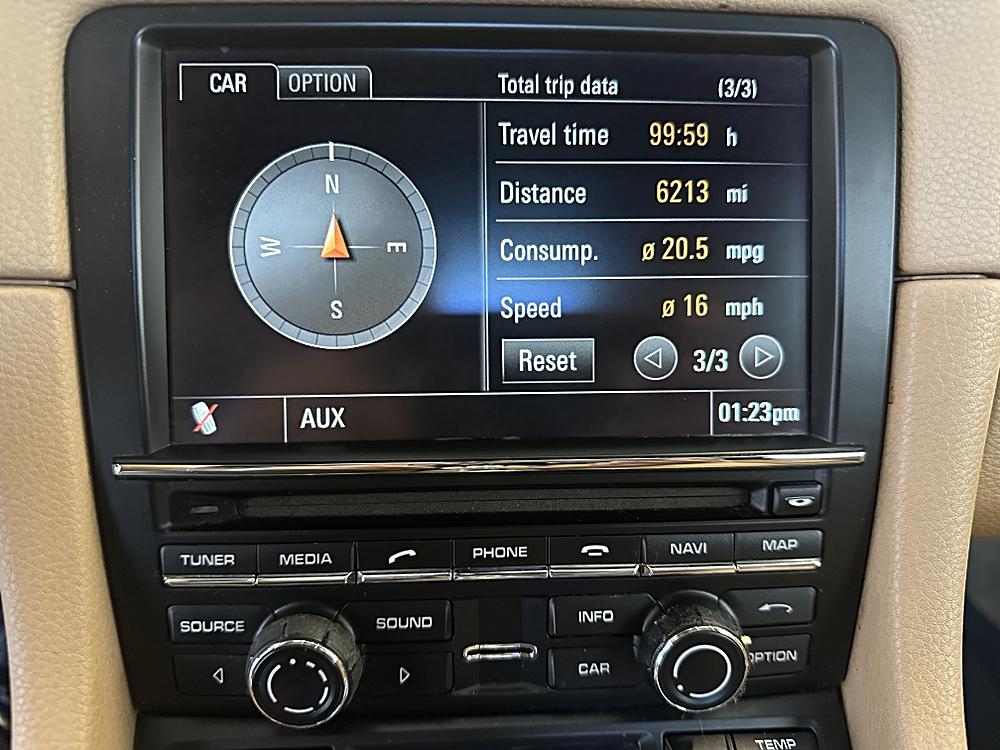 CAR OPTION Total trip data (3/3)
Travel time 99:59 h
Distance 6213 mi
Consump. ø 20.5 mpg
Speed ø 16 mph
Reset 3/3
N
W E
S
AUX 01:23pm
TUNER MEDIA PHONE NAVI MAP
SOURCE SOUND INFO
CAR OPTION
TEMP